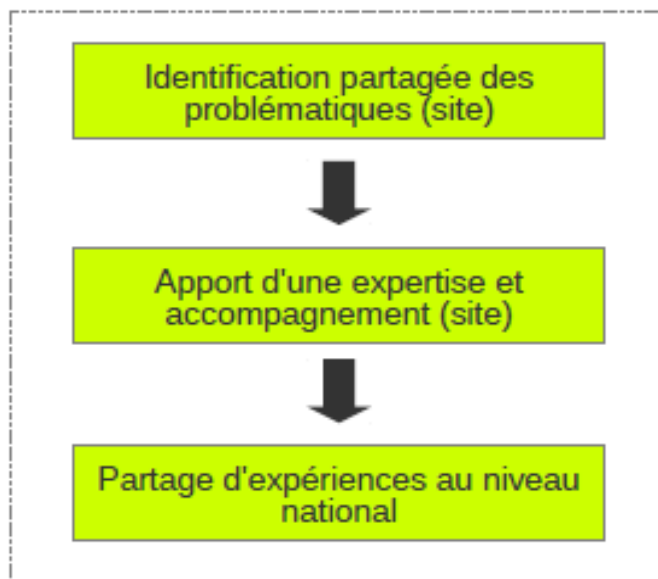 Identification partagée des
problématiques (site)
Apport d'une expertise et
accompagnement (site)
Partage d'expériences au niveau
national